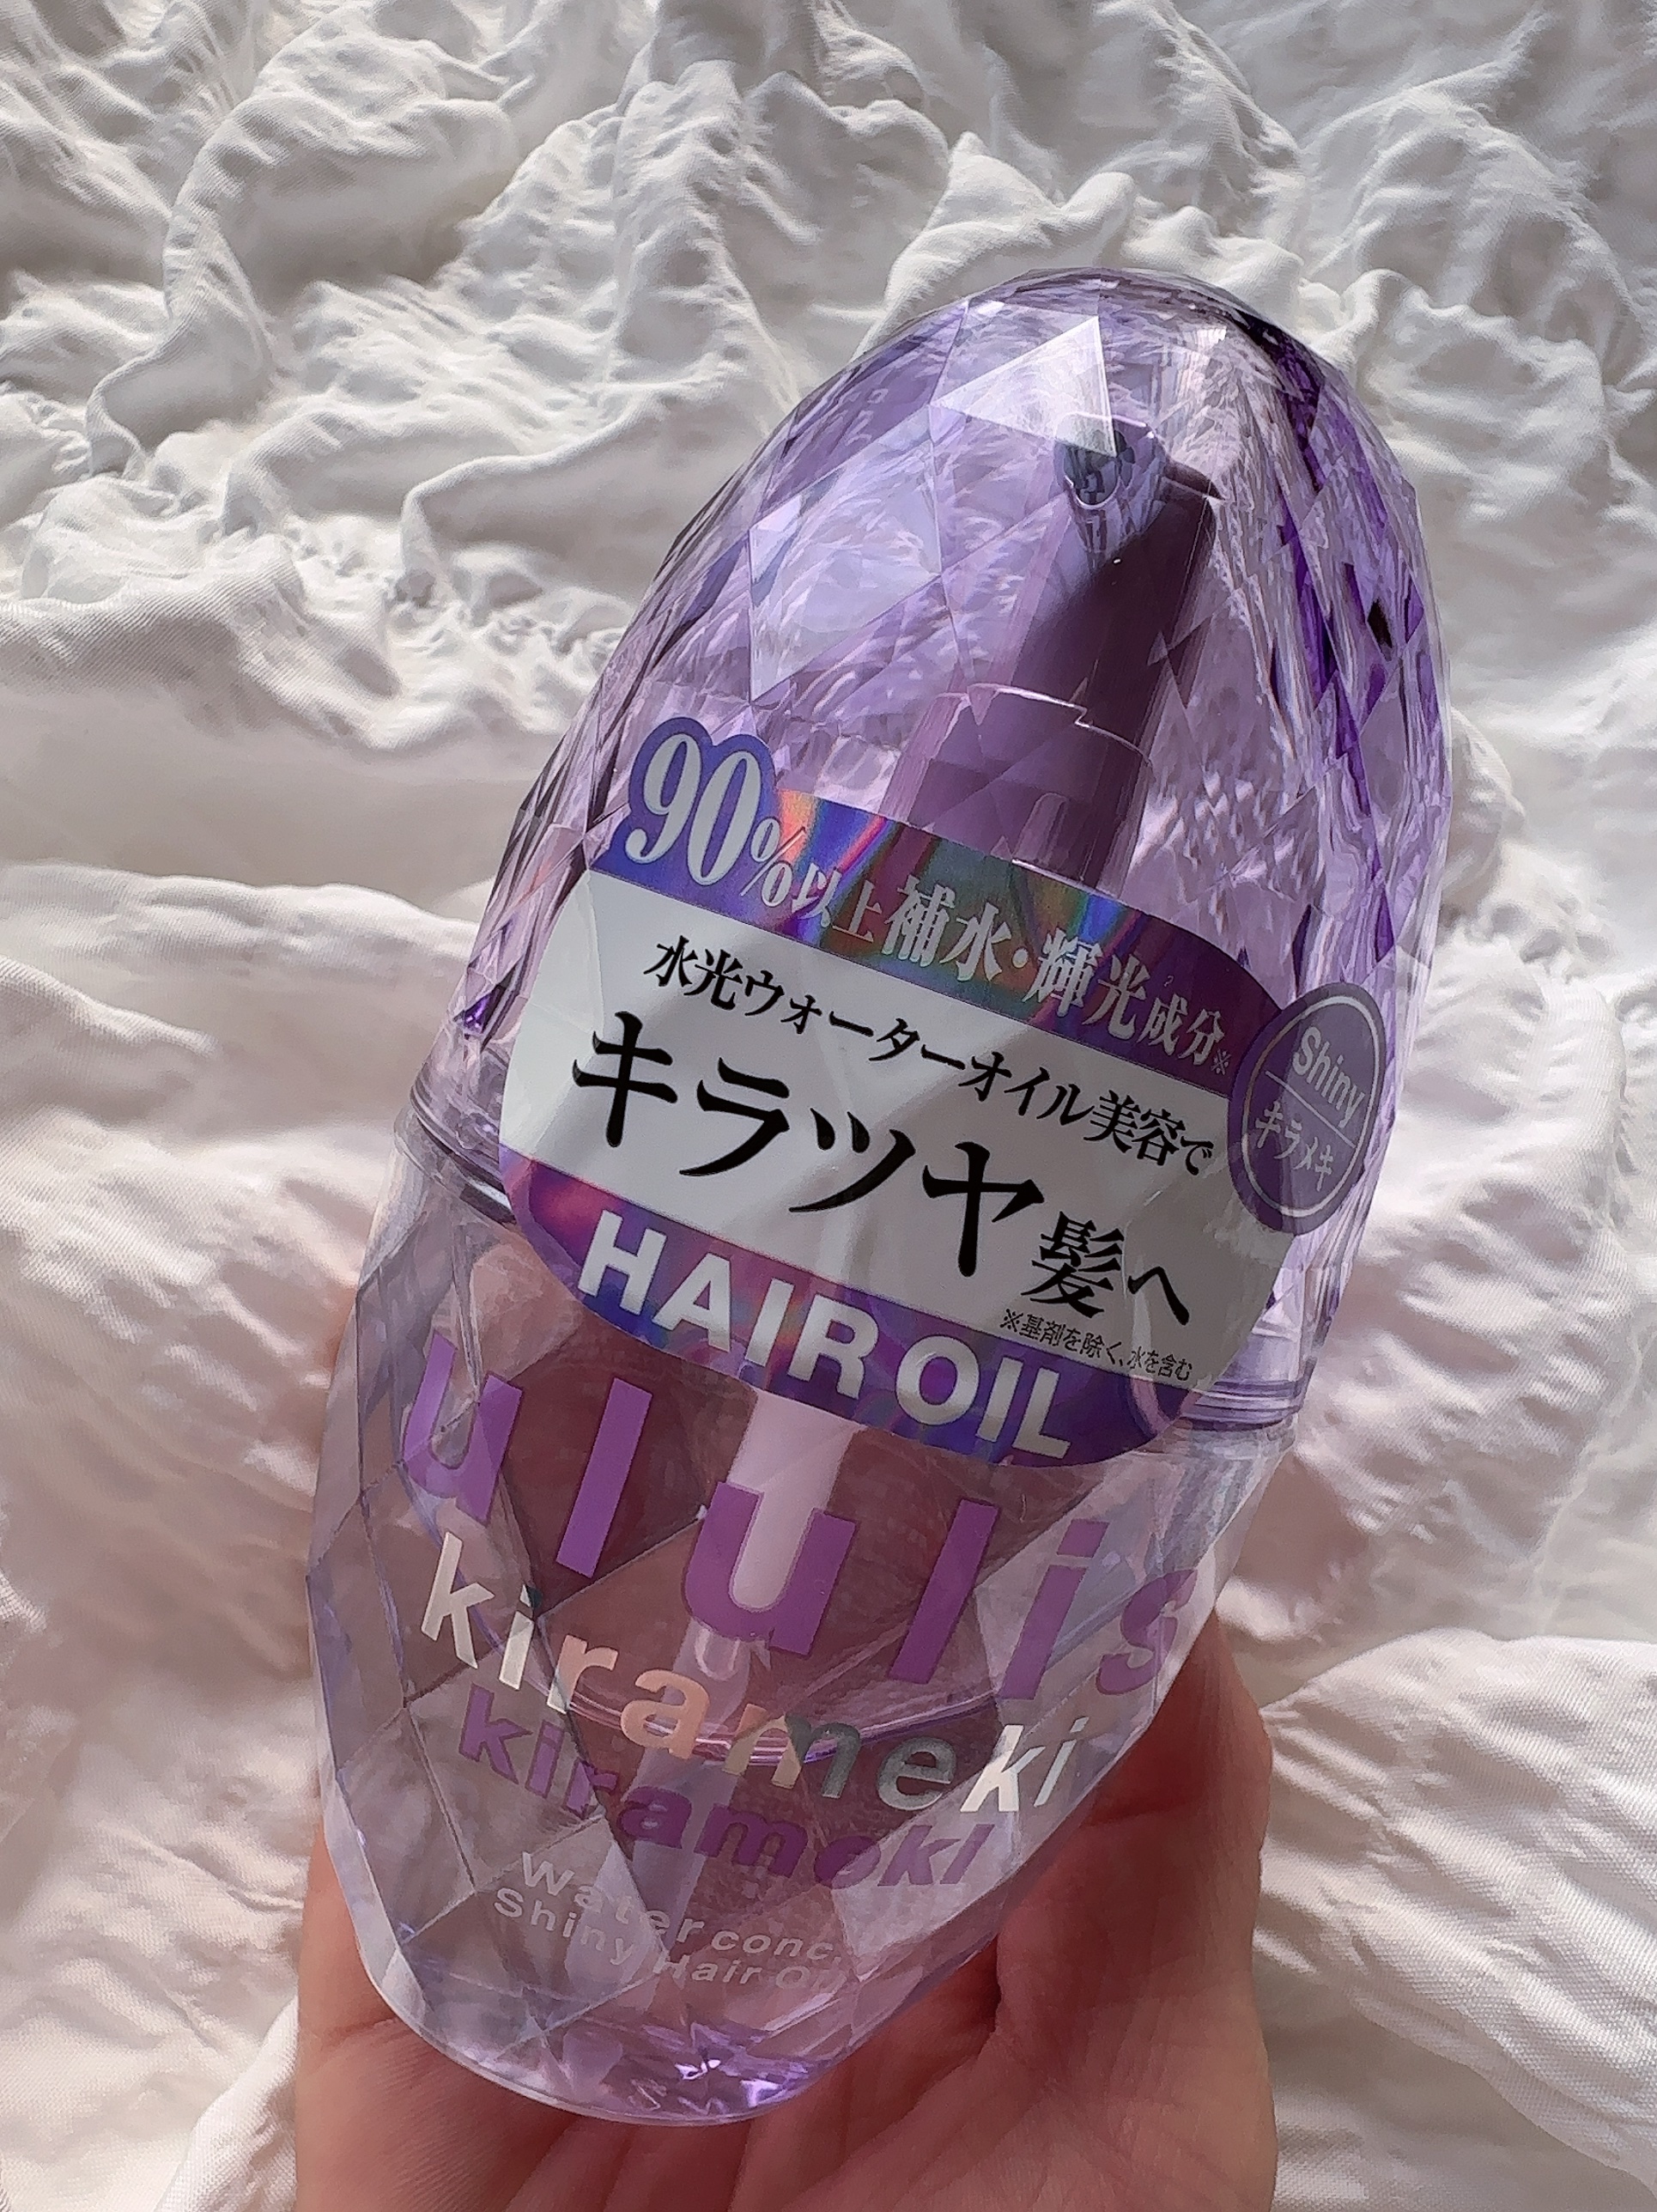 90%以上補水・輝光成分※
水光ウォーターオイル美容で
キラツヤ髪へ
※基剤を除く、水を含む
Shiny
キラメキ
HAIR OIL
ululis
kirameki
Water conc.
Shiny Hair Oil